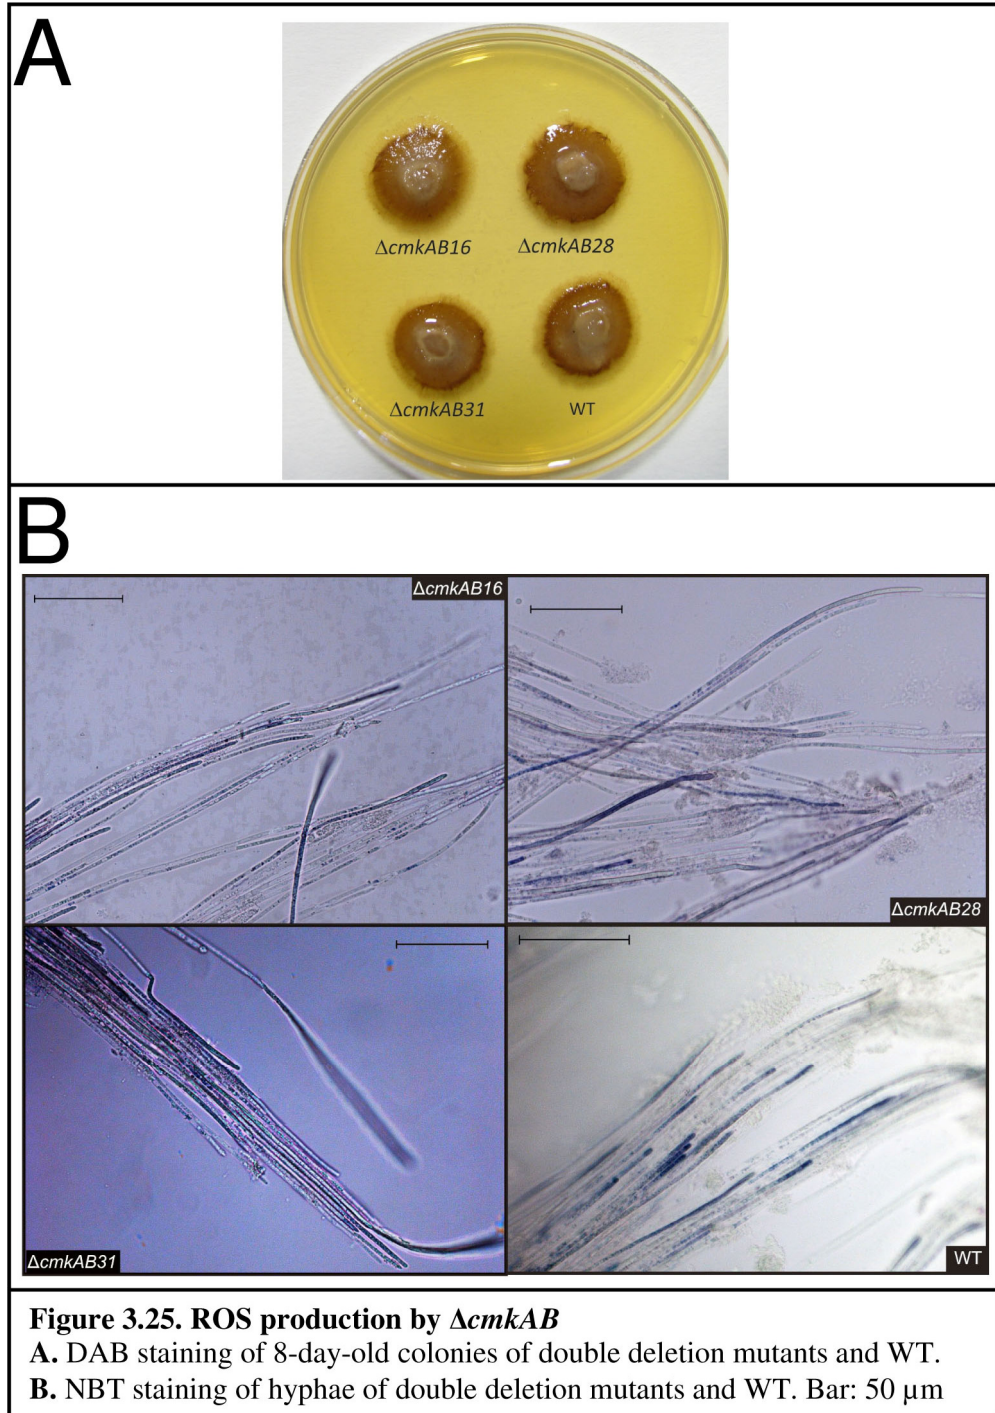 A
ΔcmkAB16
ΔcmkAB28
ΔcmkAB31
WT
B
ΔcmkAB16
ΔcmkAB28
ΔcmkAB31
WT
Figure 3.25. ROS production by ΔcmkAB
A. DAB staining of 8-day-old colonies of double deletion mutants and WT.
B. NBT staining of hyphae of double deletion mutants and WT. Bar: 50 µm